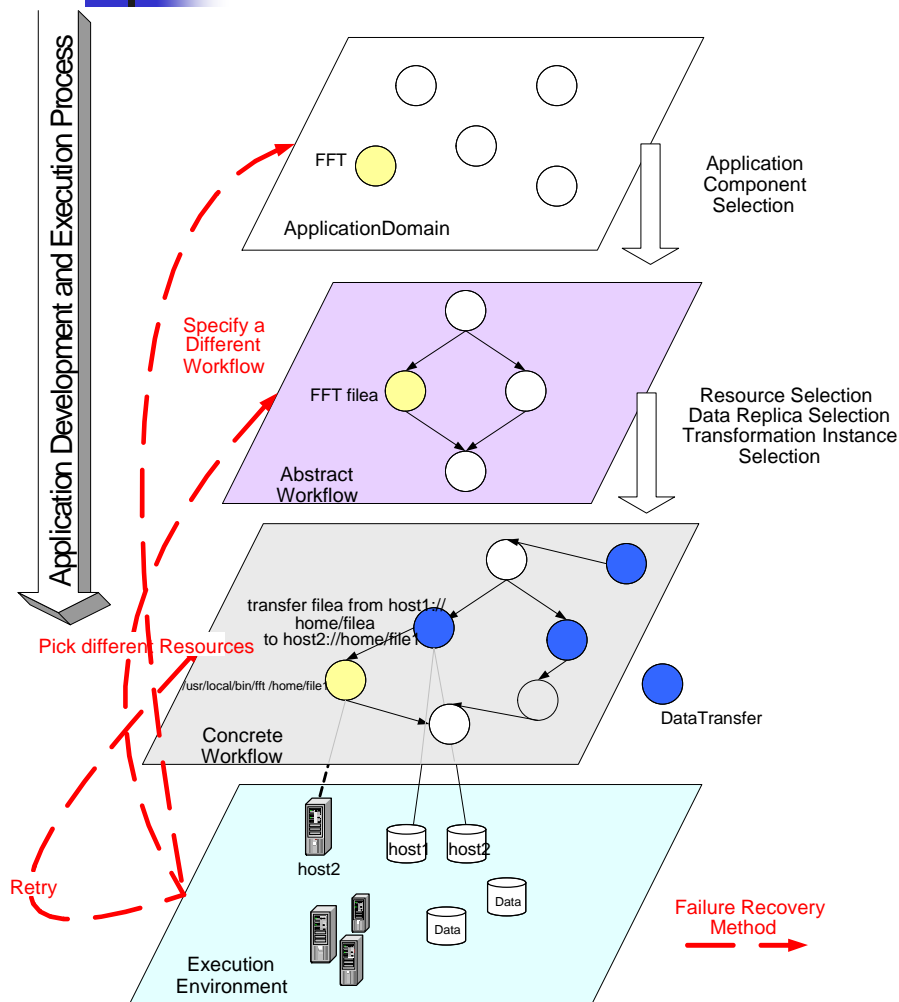 Application Development and Execution Process
FFT
ApplicationDomain
Application
Component
Selection
Specify a
Different
Workflow
FFT filea
Abstract
Workflow
Resource Selection
Data Replica Selection
Transformation Instance
Selection
transfer filea from host1://
home/filea
to host2://home/file1
Pick different Resources
/usr/local/bin/fft /home/file1
DataTransfer
Concrete
Workflow
host2
host1
host2
Retry
Data
Data
Failure Recovery
Method
Execution
Environment